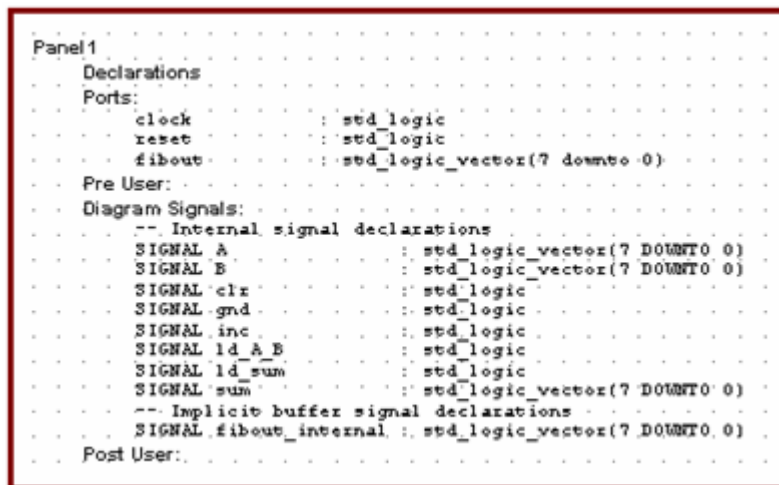 Panel1
Declarations
Ports:
clock : std_logic
reset : std_logic
fibout : std_logic_vector(7 downto 0)
Pre User:
Diagram Signals:
-- Internal signal declarations
SIGNAL A : std_logic_vector(7 DOWNTO 0)
SIGNAL B : std_logic_vector(7 DOWNTO 0)
SIGNAL clr : std_logic
SIGNAL gnd : std_logic
SIGNAL inc : std_logic
SIGNAL ld_A_B : std_logic
SIGNAL ld_sum : std_logic
SIGNAL sum : std_logic_vector(7 DOWNTO 0)
-- Implicit buffer signal declarations
SIGNAL fibout_internal : std_logic_vector(7 DOWNTO 0)
Post User: